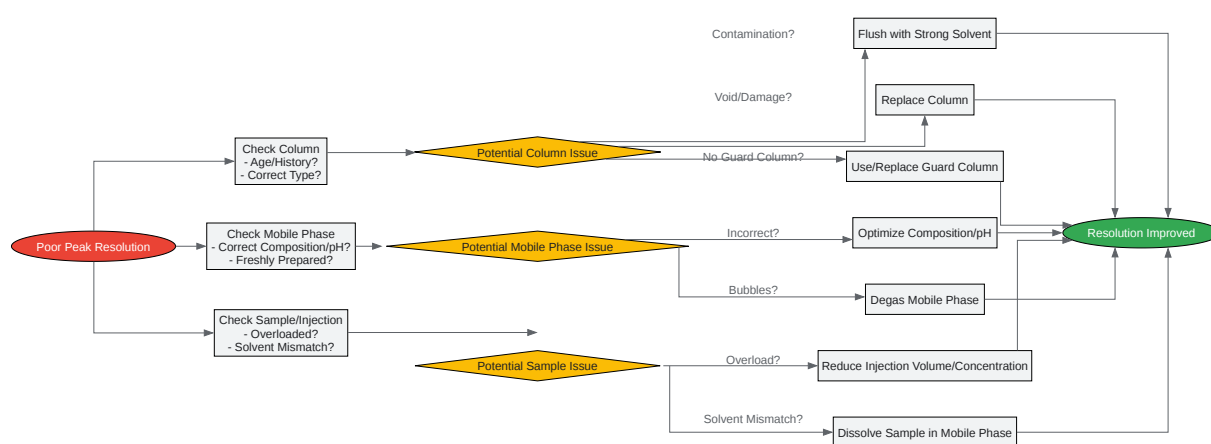 Contamination?
Flush with Strong Solvent
Void/Damage?
Replace Column
Check Column
- Age/History?
- Correct Type?
Potential Column Issue
No Guard Column?
Use/Replace Guard Column
Poor Peak Resolution
Check Mobile Phase
- Correct Composition/pH?
- Freshly Prepared?
Potential Mobile Phase Issue
Incorrect?
Optimize Composition/pH
Resolution Improved
Bubbles?
Degas Mobile Phase
Check Sample/Injection
- Overloaded?
- Solvent Mismatch?
Potential Sample Issue
Overload?
Reduce Injection Volume/Concentration
Solvent Mismatch?
Dissolve Sample in Mobile Phase